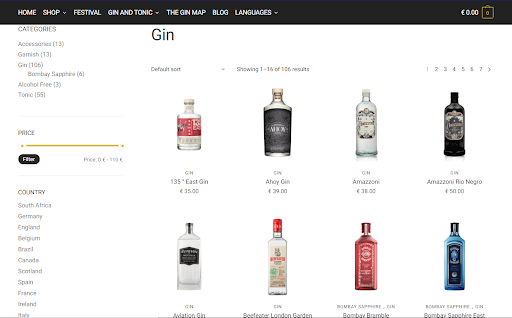 HOME SHOP FESTIVAL GIN AND TONIC THE GIN MAP BLOG LANGUAGES € 0.00 0
CATEGORIES
Accessories (13)
Garnish (13)
Gin (106)
Bombay Sapphire (6)
Alcohol Free (3)
Tonic (55)
PRICE
Filter Price: 0 € - 110 €
COUNTRY
South Africa
Germany
England
Belgium
Brazil
Canada
Scotland
Spain
France
Ireland
Italy
Gin
Default sort Showing 1–16 of 106 results 1 2 3 4 5 6 7
GIN GIN GIN GIN
135 ° East Gin Ahoy Gin Amazzoni Amazzoni Rio Negro
€ 35.00 € 39.00 € 38.00 € 50.00
GIN GIN BOMBAY SAPPHIRE , GIN BOMBAY SAPPHIRE , GIN
Aviation Gin Beefeater London Garden Bombay Bramble Bombay Sapphire East